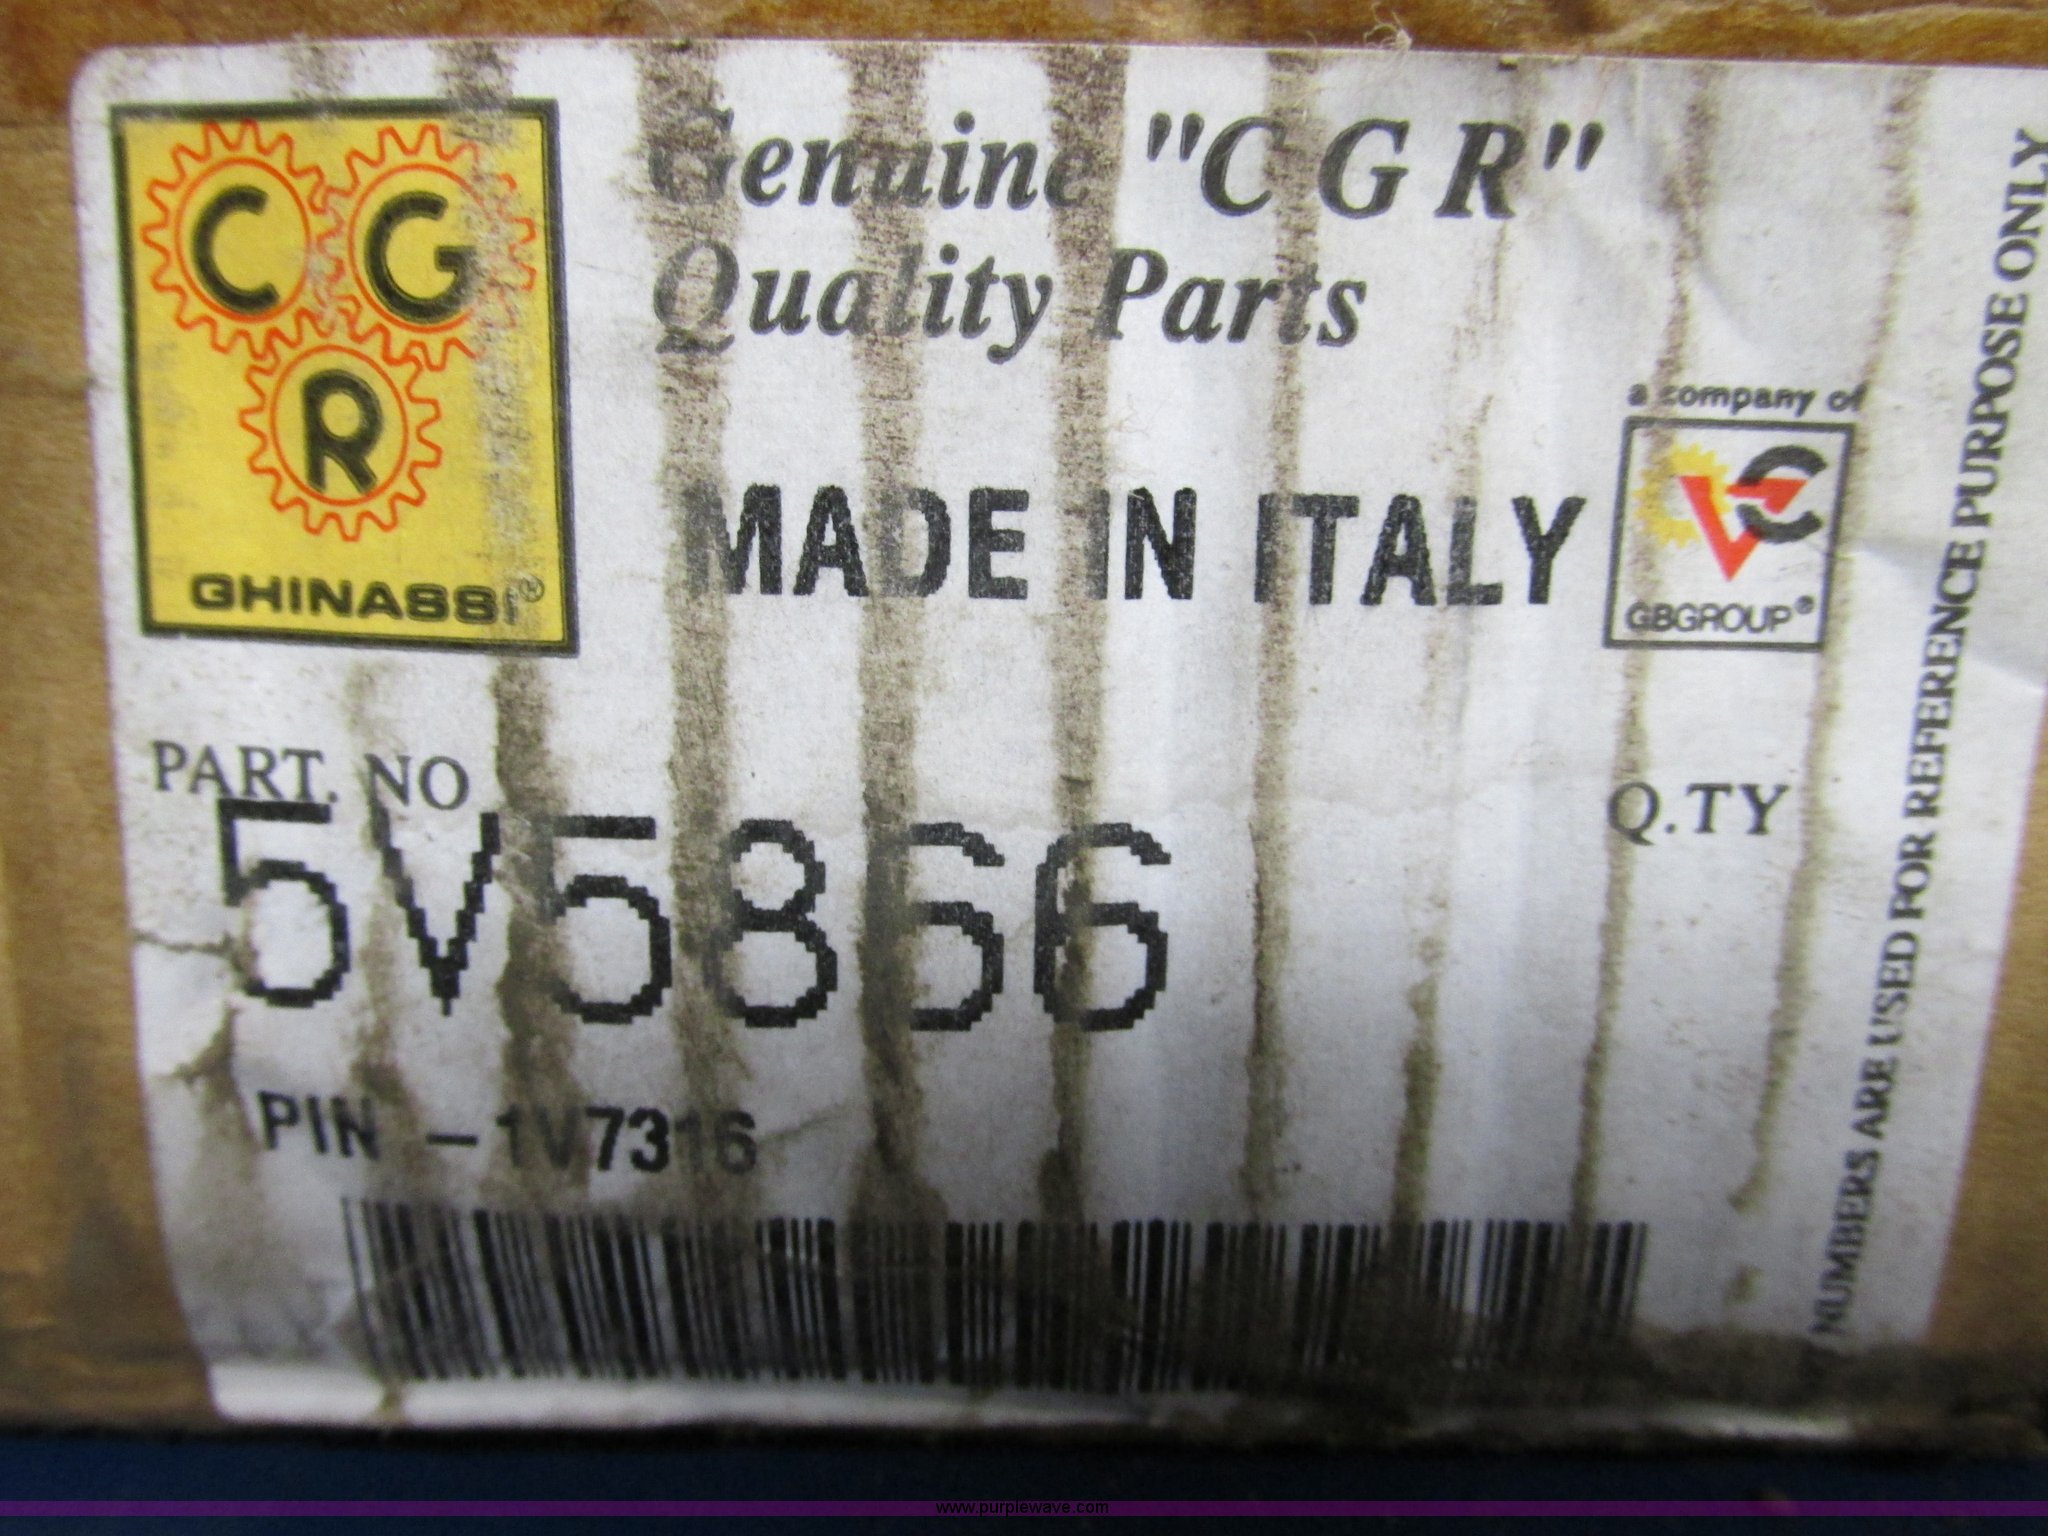 C G
R
GHINASSI®
Genuine "C G R"
Quality Parts
MADE IN ITALY
a company of
VC
GBGROUP®
PART. NO
Q.TY
5V5866
PIN - 1V7316
NUMBERS ARE USED FOR REFERENCE PURPOSE ONLY
www.purplewave.com